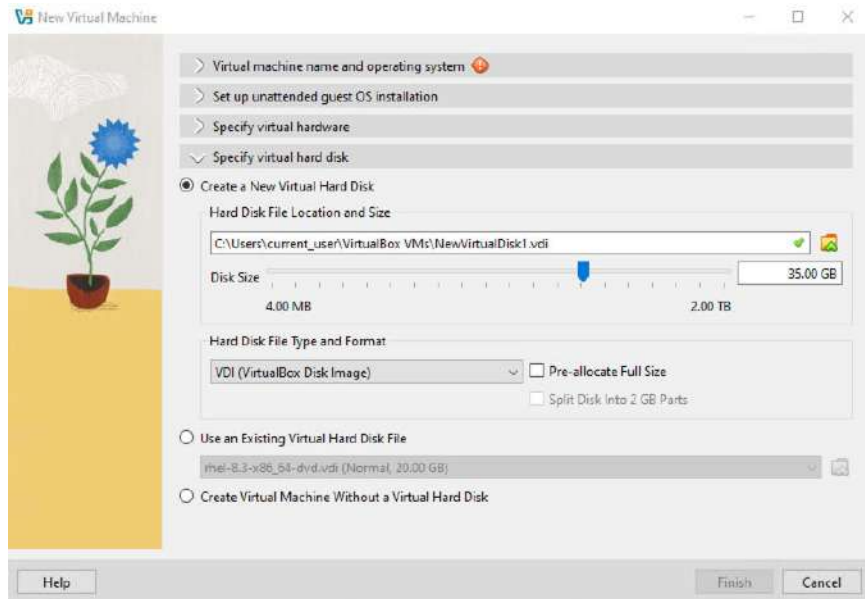 New Virtual Machine
Virtual machine name and operating system
Set up unattended guest OS installation
Specify virtual hardware
Specify virtual hard disk
Create a New Virtual Hard Disk
Hard Disk File Location and Size
C:\Users\current_user\VirtualBox VMs\NewVirtualDisk1.vdi
Disk Size
35.00 GB
4.00 MB
2.00 TB
Hard Disk File Type and Format
VDI (VirtualBox Disk Image)
Pre-allocate Full Size
Split Disk Into 2 GB Parts
Use an Existing Virtual Hard Disk File
rhel-8.3-x86_64-dvd.vdi (Normal, 20.00 GB)
Create Virtual Machine Without a Virtual Hard Disk
Help
Finish
Cancel